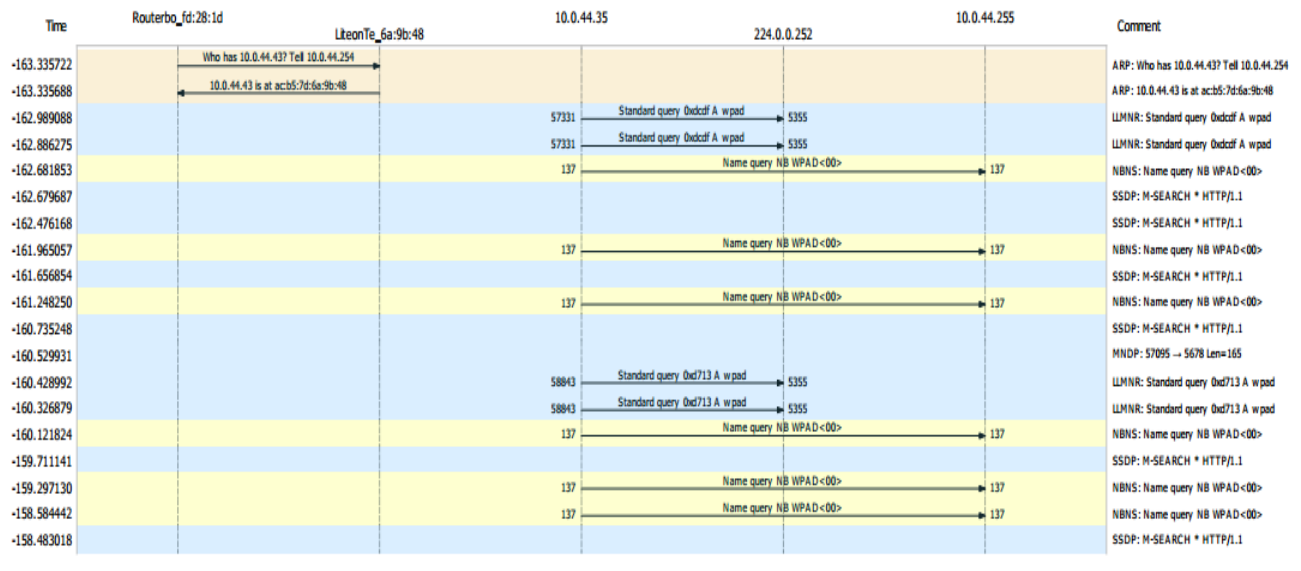 Time Routerbo_fd:28:1d LiteonTe_6a:9b:48 10.0.44.35 224.0.0.252 10.0.44.255 Comment
-163.335722 Who has 10.0.44.43? Tell 10.0.44.254 ARP: Who has 10.0.44.43? Tell 10.0.44.254
-163.335688 10.0.44.43 is at ac:b5:7d:6a:9b:48 ARP: 10.0.44.43 is at ac:b5:7d:6a:9b:48
-162.989088 57331 Standard query 0xdcdf A wpad 5355 LLMNR: Standard query 0xdcdf A wpad
-162.886275 57331 Standard query 0xdcdf A wpad 5355 LLMNR: Standard query 0xdcdf A wpad
-162.681853 137 Name query NB WPAD<00> 137 NBNS: Name query NB WPAD<00>
-162.679687 SSDP: M-SEARCH * HTTP/1.1
-162.476168 SSDP: M-SEARCH * HTTP/1.1
-161.965057 137 Name query NB WPAD<00> 137 NBNS: Name query NB WPAD<00>
-161.656854 SSDP: M-SEARCH * HTTP/1.1
-161.248250 137 Name query NB WPAD<00> 137 NBNS: Name query NB WPAD<00>
-160.735248 SSDP: M-SEARCH * HTTP/1.1
-160.529931 MNDP: 57095 → 5678 Len=165
-160.428992 58843 Standard query 0xd713 A wpad 5355 LLMNR: Standard query 0xd713 A wpad
-160.326879 58843 Standard query 0xd713 A wpad 5355 LLMNR: Standard query 0xd713 A wpad
-160.121824 137 Name query NB WPAD<00> 137 NBNS: Name query NB WPAD<00>
-159.711141 SSDP: M-SEARCH * HTTP/1.1
-159.297130 137 Name query NB WPAD<00> 137 NBNS: Name query NB WPAD<00>
-158.584442 137 Name query NB WPAD<00> 137 NBNS: Name query NB WPAD<00>
-158.483018 SSDP: M-SEARCH * HTTP/1.1